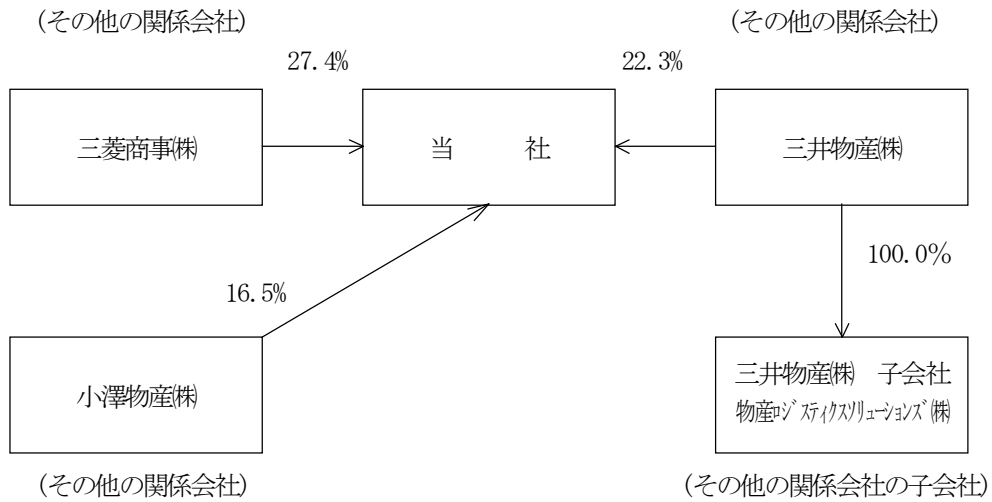 (その他の関係会社)
(その他の関係会社)
27.4%
22.3%
三菱商事㈱
当 社
三井物産㈱
100.0%
16.5%
小澤物産㈱
三井物産㈱ 子会社
物産ﾛｼﾞｽティクスソリューションズ㈱
(その他の関係会社)
(その他の関係会社の子会社)